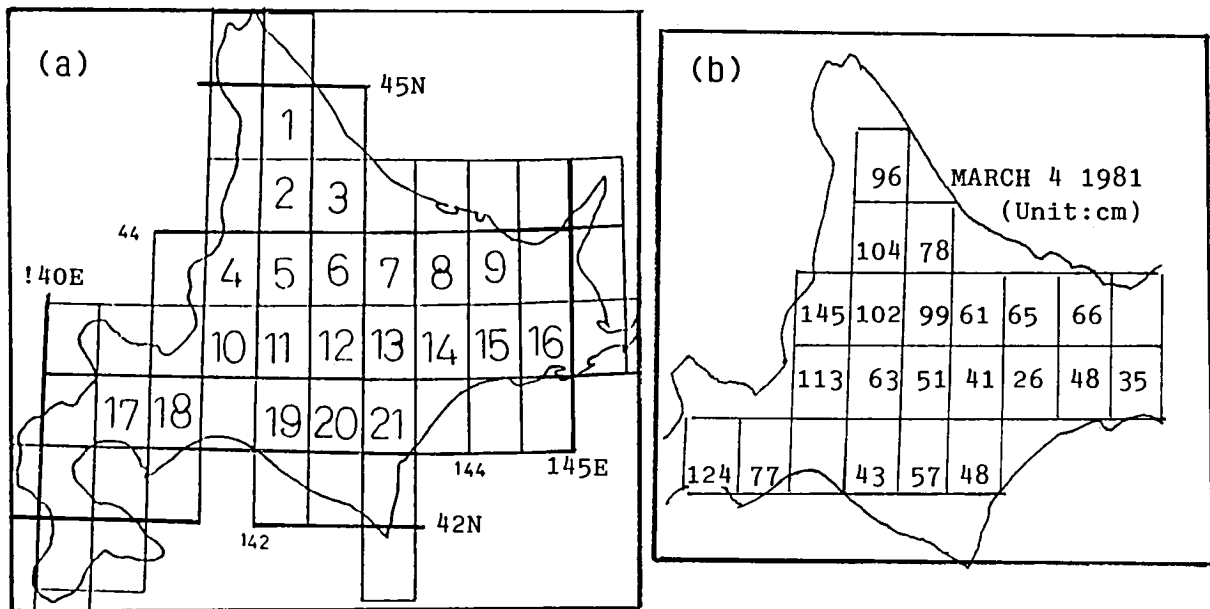 (a)
45N
1
2 3
44
4 5 6 7 8 9
!40E
10 11 12 13 14 15 16
17 18 19 20 21
144 145E
142 42N
(b)
96 MARCH 4 1981
(Unit:cm)
104 78
145 102 99 61 65 66
113 63 51 41 26 48 35
124 77 43 57 48